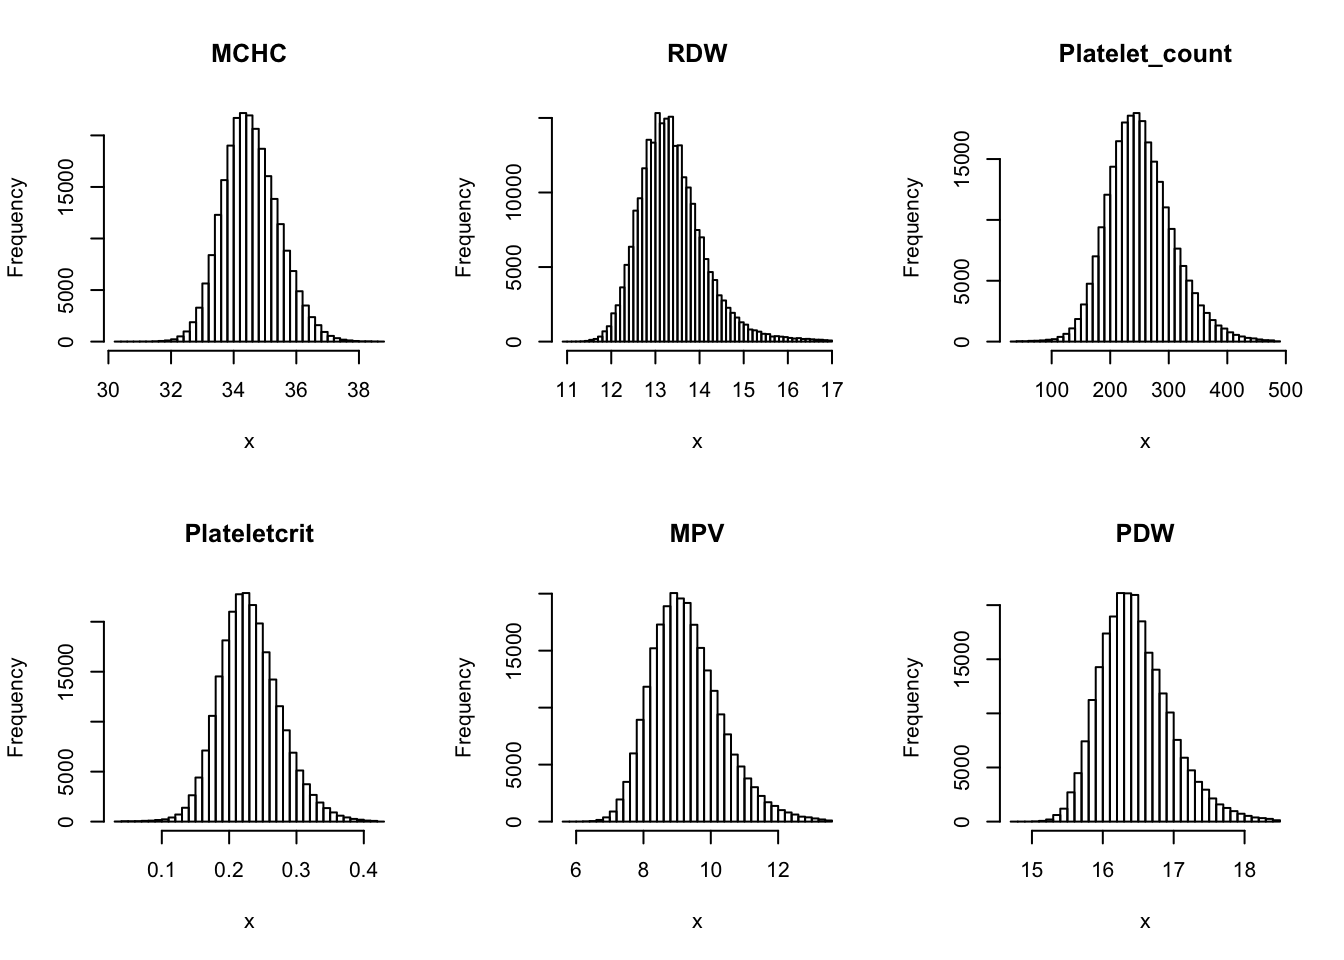 MCHC
Frequency
0
5000
15000
30 32 34 36 38
x
RDW
Frequency
0
5000
10000
11 12 13 14 15 16 17
x
Platelet_count
Frequency
0
5000
15000
100 200 300 400 500
x
Plateletcrit
Frequency
0
5000
15000
0.1 0.2 0.3 0.4
x
MPV
Frequency
0
5000
15000
6 8 10 12
x
PDW
Frequency
0
5000
15000
15 16 17 18
x